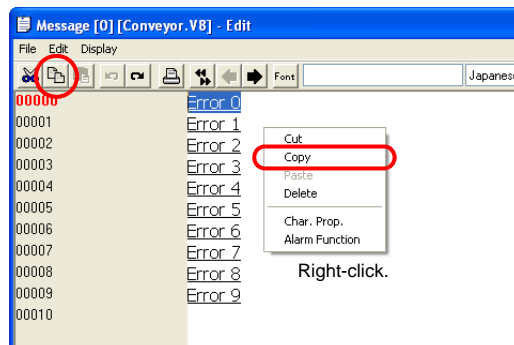 Message [0] [Conveyor.V8] - Edit
File Edit Display
Font Japanes
00000 Error 0
00001 Error 1
00002 Error 2
00003 Error 3
00004 Error 4
00005 Error 5
00006 Error 6
00007 Error 7
00008 Error 8
00009 Error 9
00010
Cut
Copy
Paste
Delete
Char. Prop.
Alarm Function
Right-click.